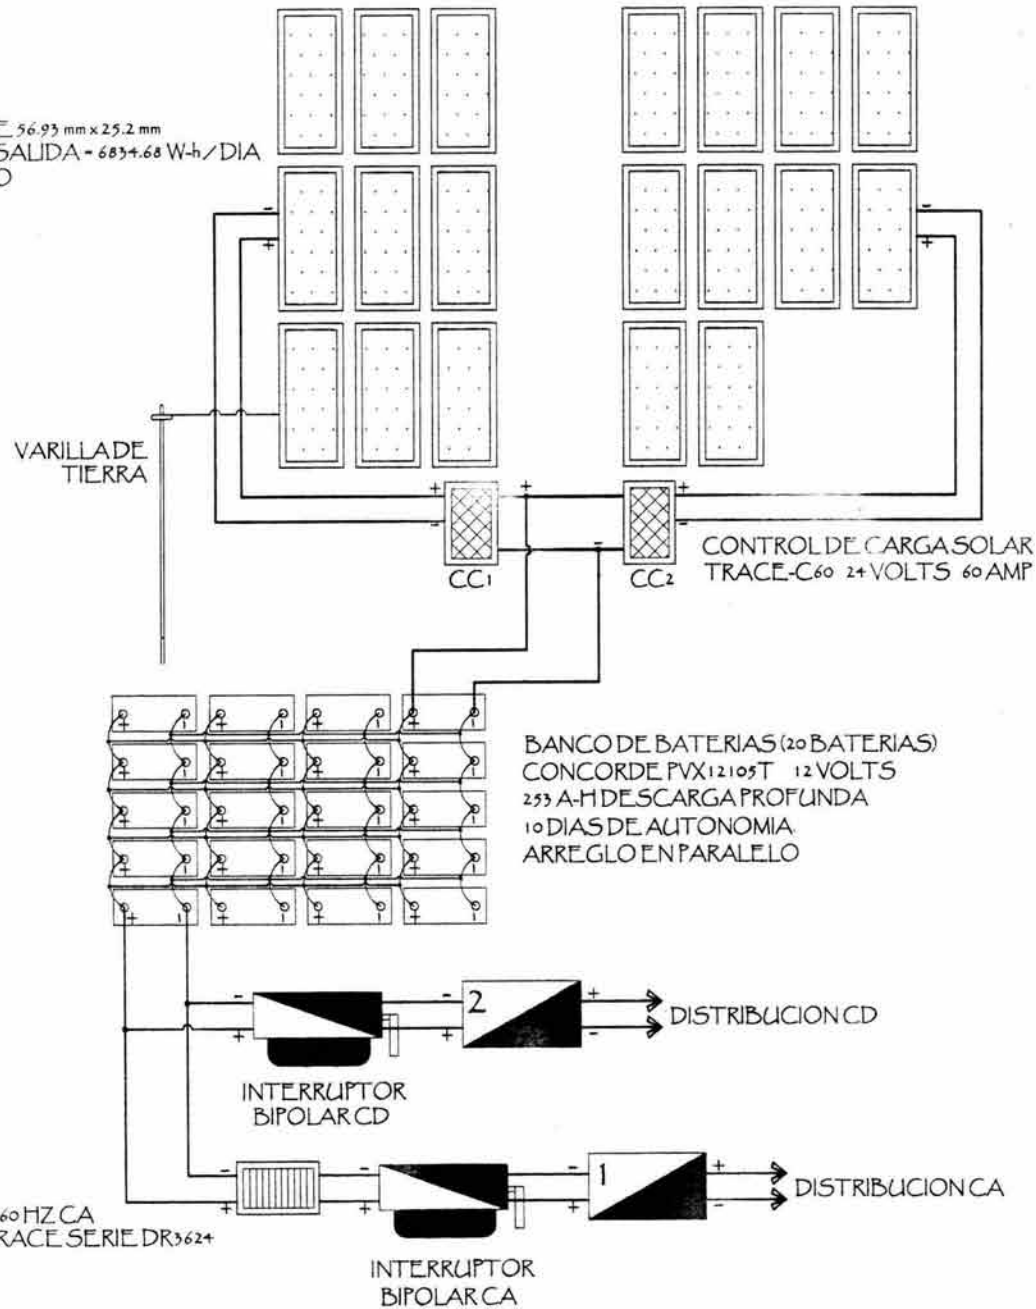 56.93 mm x 25.2 mm
SALIDA = 6834.68 W-h/DIA
O
VARILLA DE
TIERRA
- + - +
+ + +
- - -
CC1
CC2
CONTROL DE CARGA SOLAR
TRACE-C60 24 VOLTS 60 AMP
BANCO DE BATERIAS (20 BATERIAS)
CONCORDE PVX12105T 12 VOLTS
253 A-H DESCARGA PROFUNDA
10 DIAS DE AUTONOMIA.
ARREGLO EN PARALELO
- - 2 +
+ + -
DISTRIBUCION CD
INTERRUPTOR
BIPOLAR CD
- - 1 +
+ + -
DISTRIBUCION CA
60 HZ CA
RACE SERIE DR3624
INTERRUPTOR
BIPOLAR CA